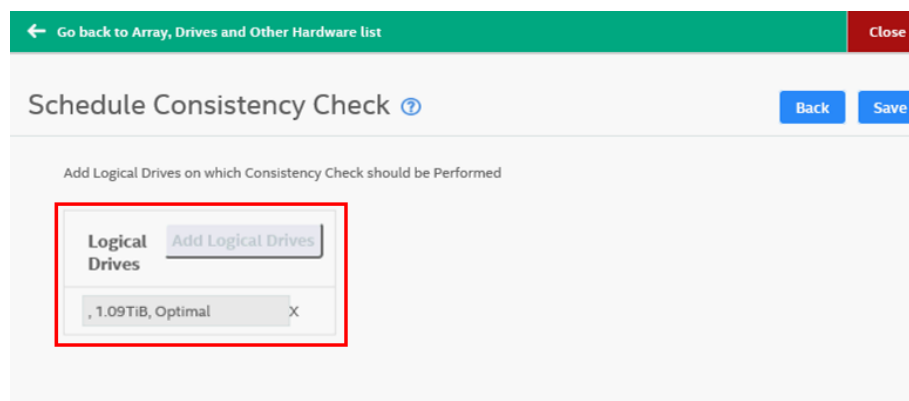 ← Go back to Array, Drives and Other Hardware list
Close
Schedule Consistency Check ?
Back
Save
Add Logical Drives on which Consistency Check should be Performed
Logical
Drives
Add Logical Drives
, 1.09TiB, Optimal
X